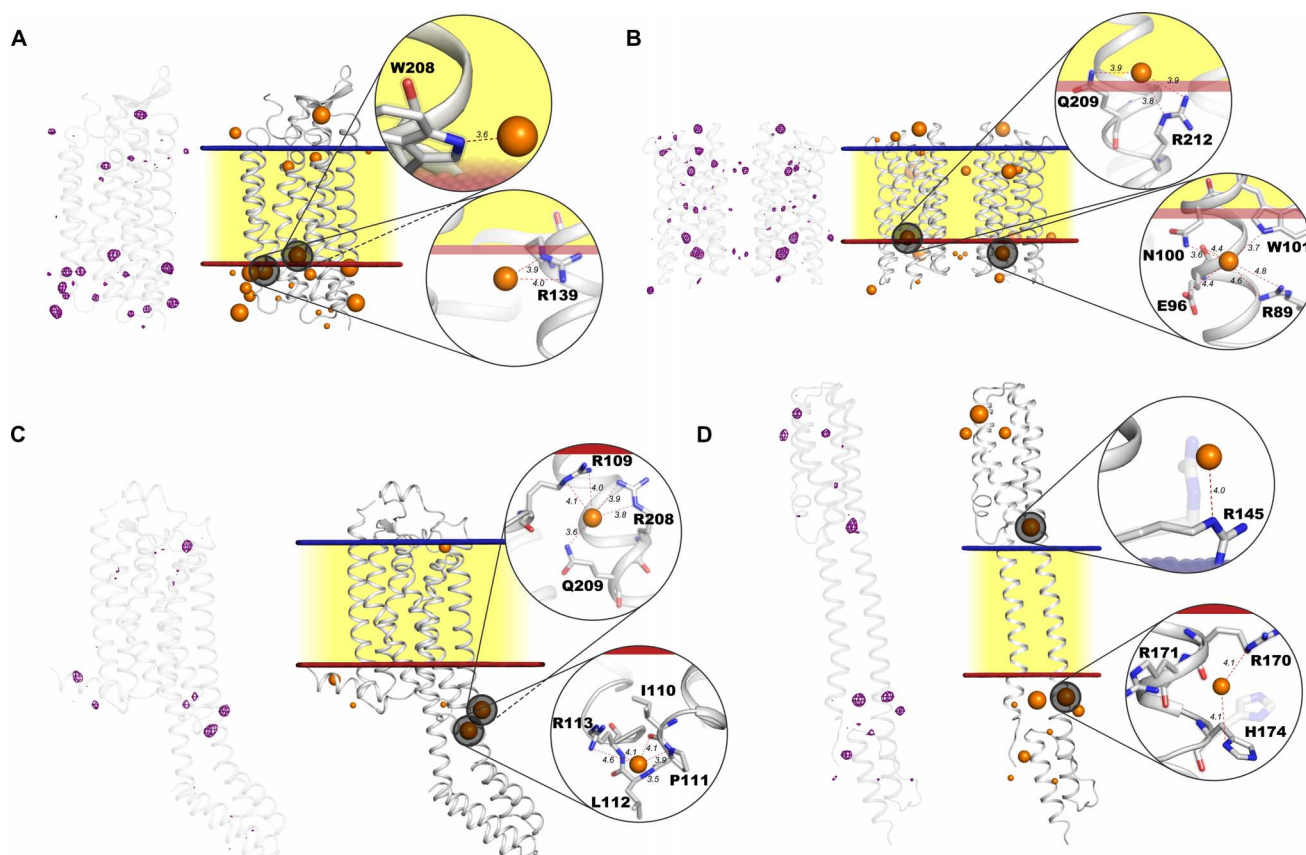 A
W208
3.6
3.9
4.0
R139
B
3.9
3.9
Q209
3.8
R212
N100
4.4
3.7
W101
3.6
4.8
4.4
4.6
E96
R89
C
R109
4.0
4.1
3.9
3.8
R208
3.6
Q209
I110
R113
4.1
4.1
4.6
3.9
3.5
P111
L112
D
4.0
R145
R171
4.1
R170
4.1
H174